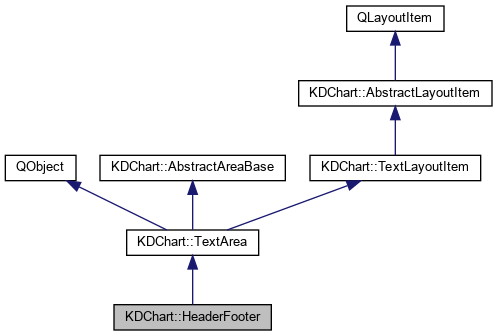 QLayoutItem
KDChart::AbstractLayoutItem
QObject
KDChart::AbstractAreaBase
KDChart::TextLayoutItem
KDChart::TextArea
KDChart::HeaderFooter